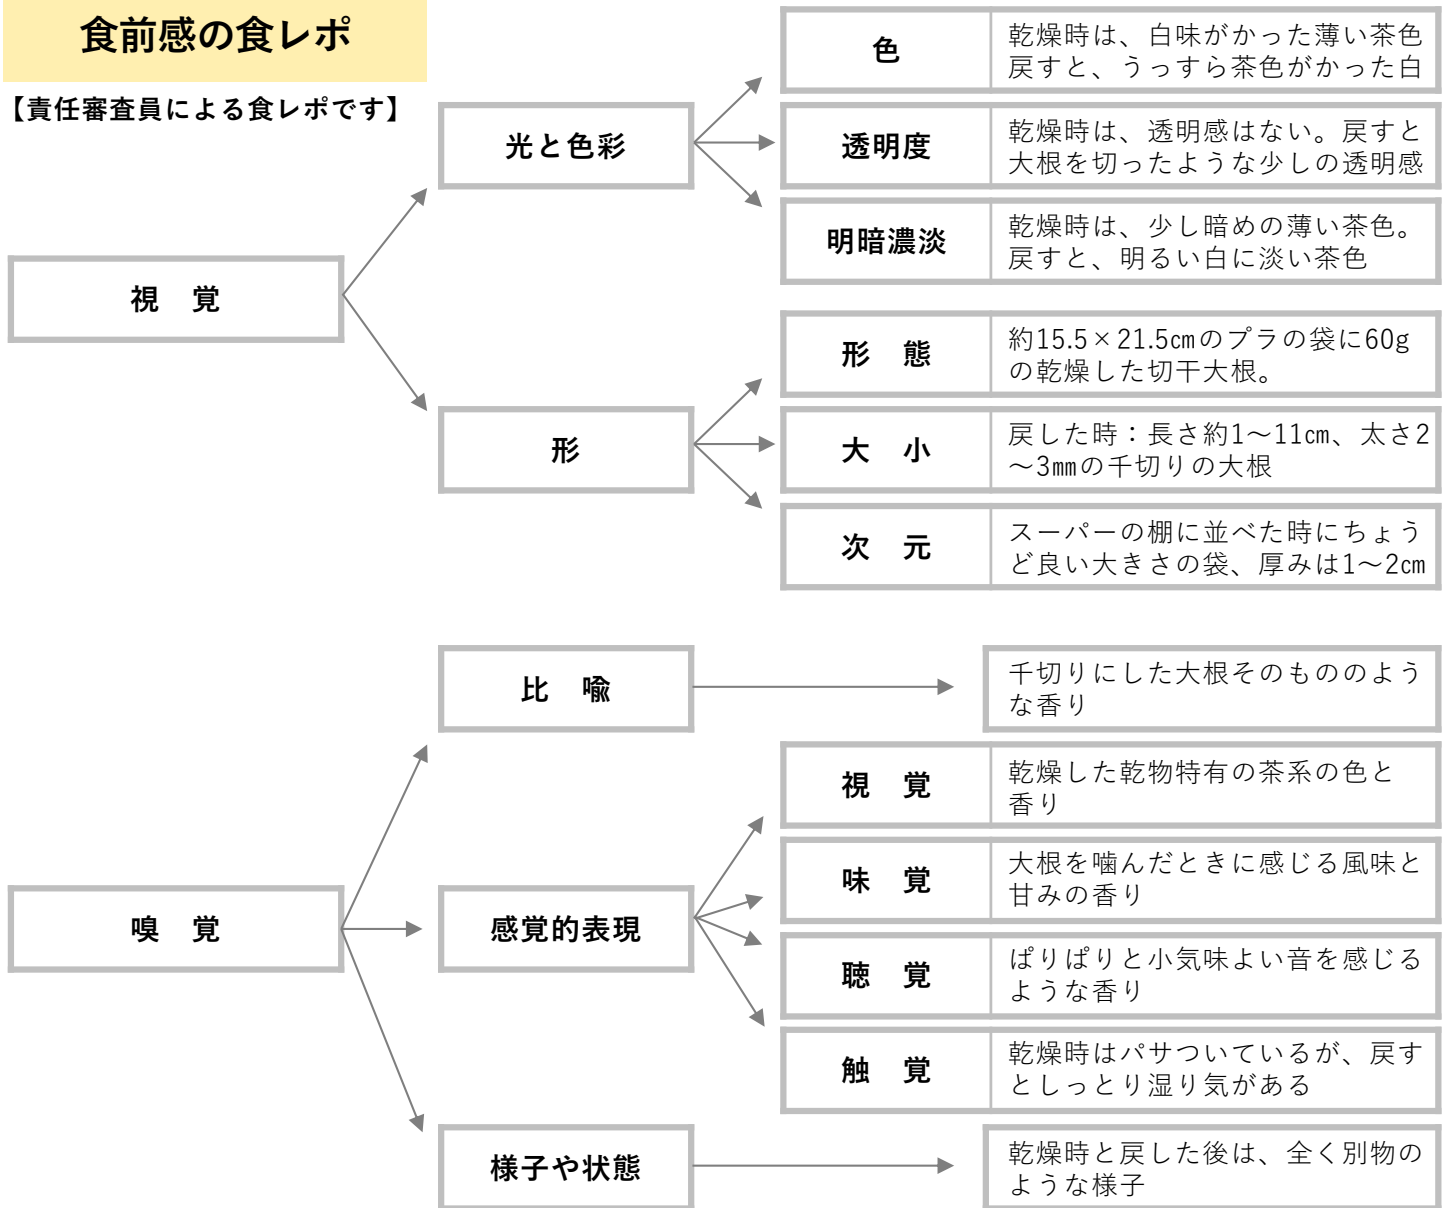 食前感の食レポ
【責任審査員による食レポです】
視　覚
光と色彩
色
乾燥時は、白味がかった薄い茶色
戻すと、うっすら茶色がかった白
透明度
乾燥時は、透明感はない。戻すと
大根を切ったような少しの透明感
明暗濃淡
乾燥時は、少し暗めの薄い茶色。
戻すと、明るい白に淡い茶色
形
形　態
約15.5×21.5㎝のプラの袋に60g
の乾燥した切干大根。
大　小
戻した時：長さ約1～11㎝、太さ2
～3㎜の千切りの大根
次　元
スーパーの棚に並べた時にちょう
ど良い大きさの袋、厚みは1～2㎝
嗅　覚
比　喩
千切りにした大根そのもののよう
な香り
感覚的表現
視　覚
乾燥した乾物特有の茶系の色と
香り
味　覚
大根を噛んだときに感じる風味と
甘みの香り
聴　覚
ぱりぱりと小気味よい音を感じる
ような香り
触　覚
乾燥時はパサついているが、戻す
としっとり湿り気がある
様子や状態
乾燥時と戻した後は、全く別物の
ような様子